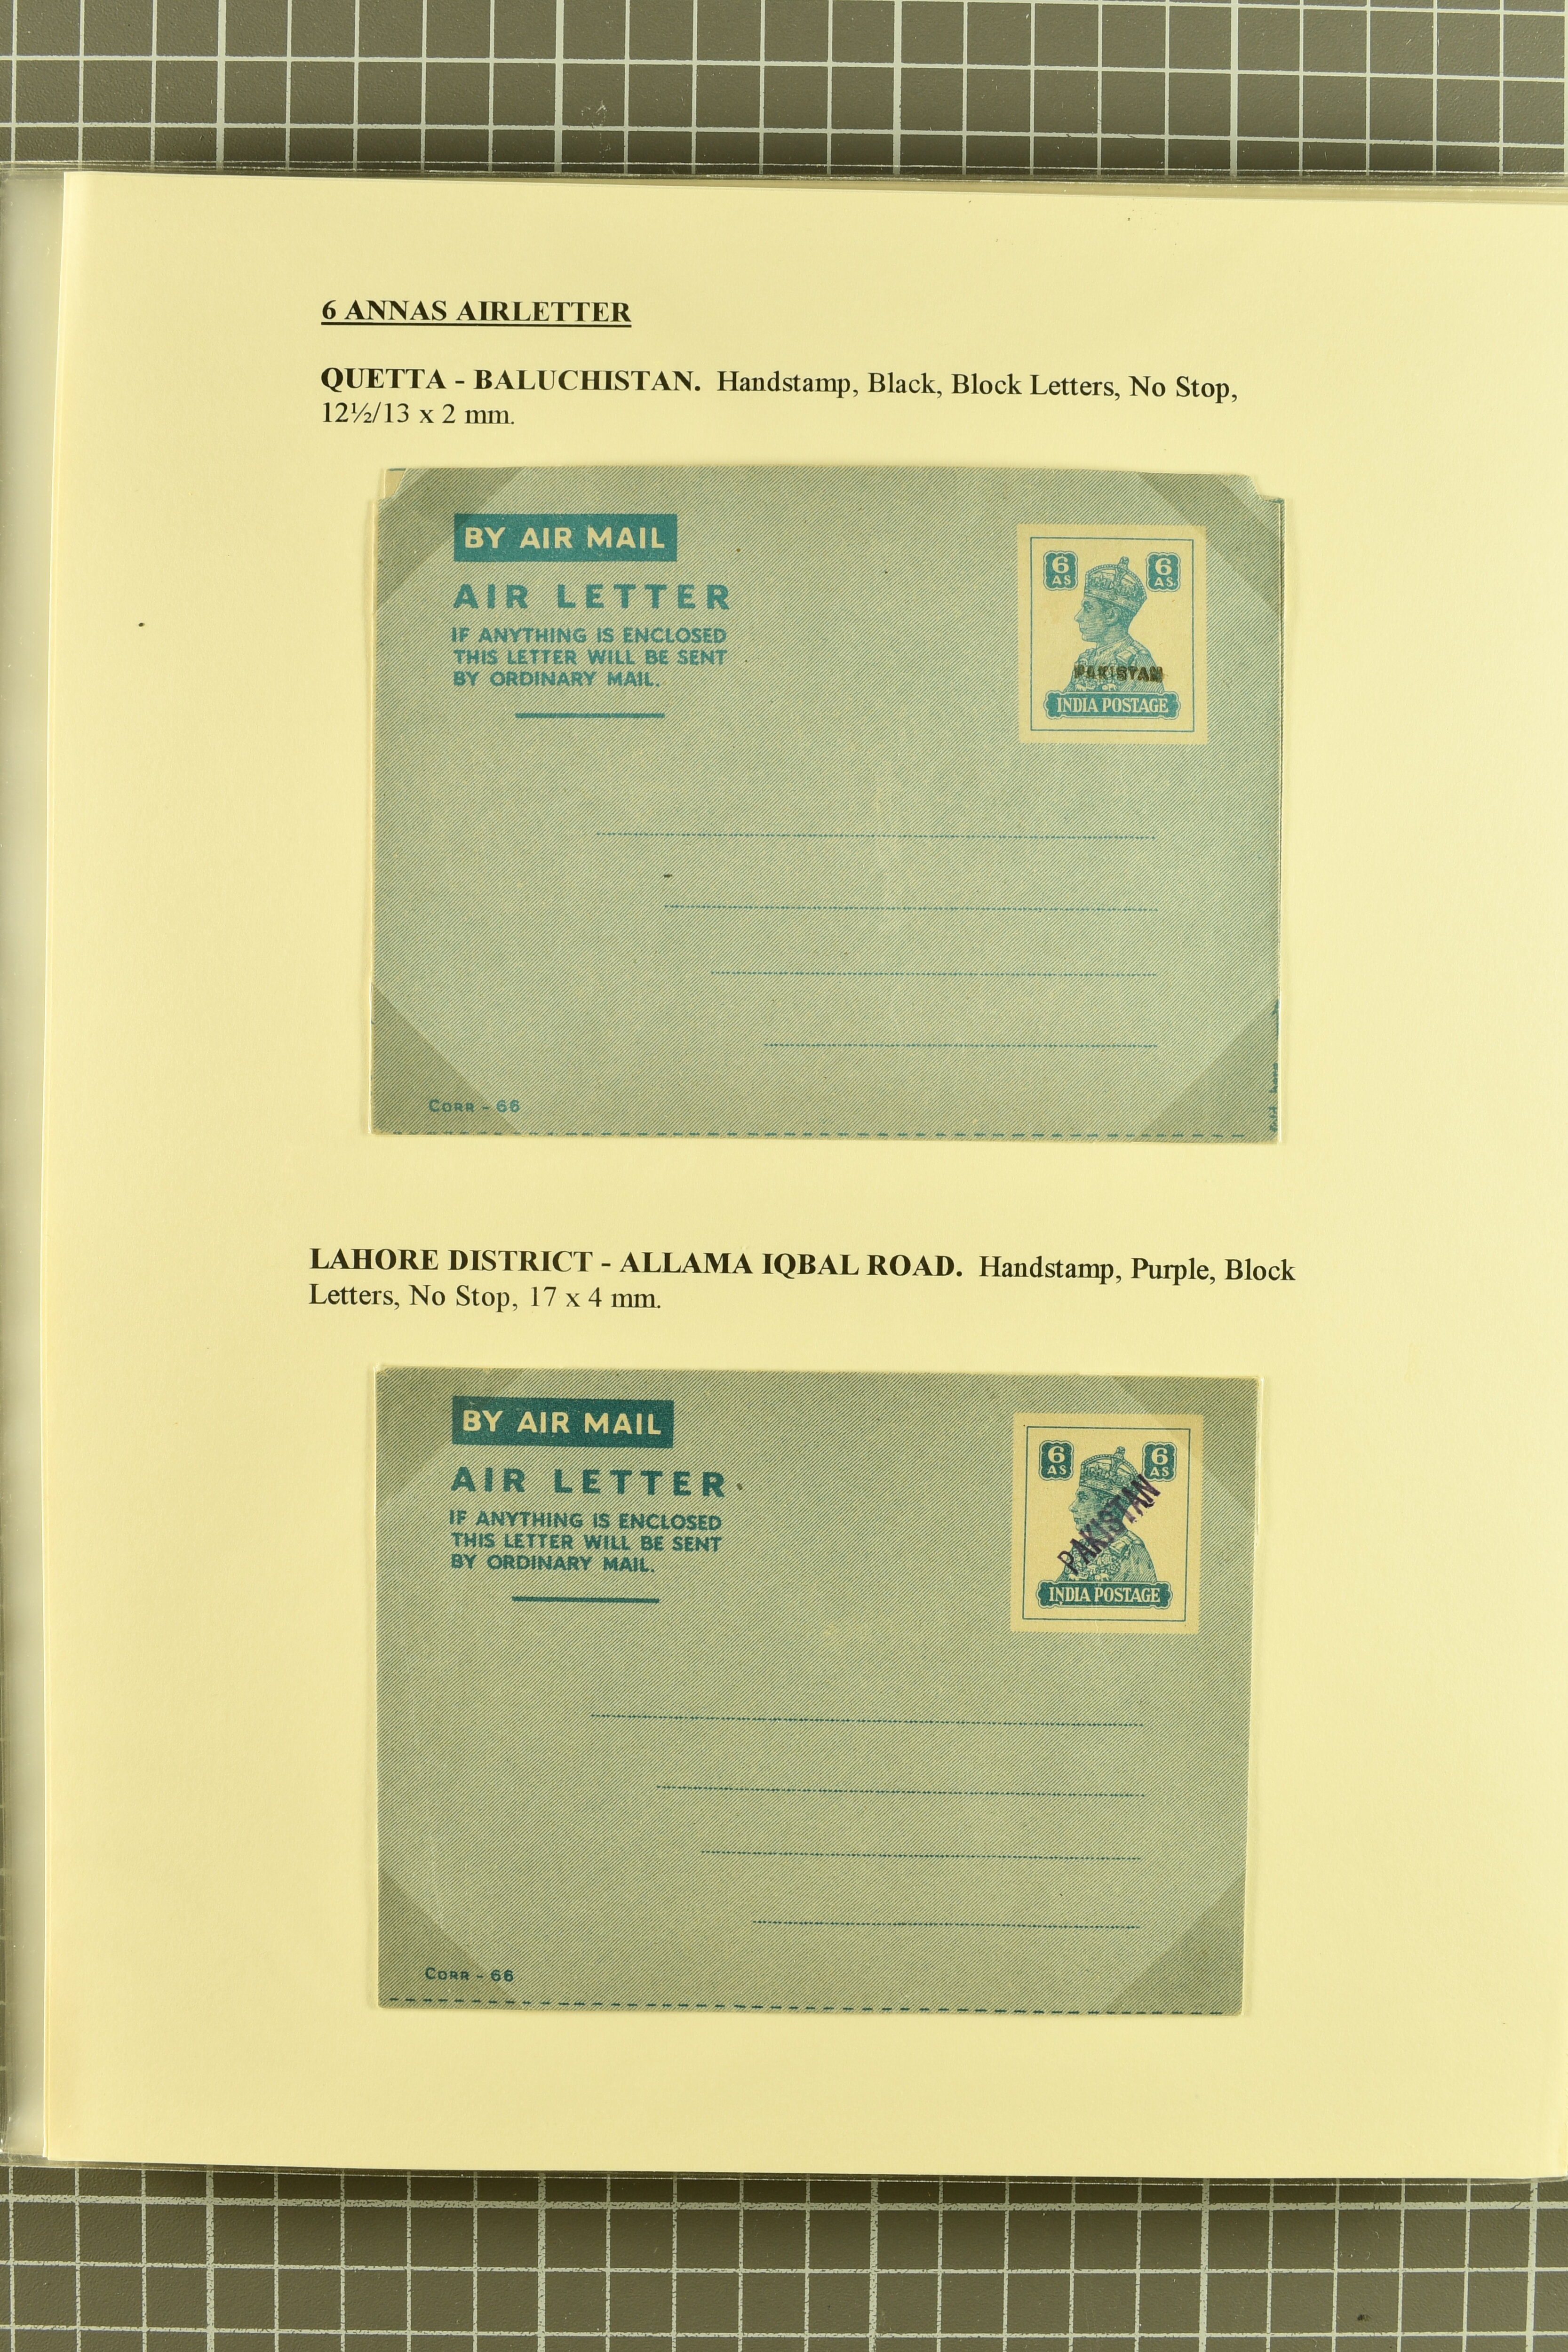 6 ANNAS AIRLETTER
QUETTA - BALUCHISTAN. Handstamp, Black, Block Letters, No Stop,
12½/13 x 2 mm.
BY AIR MAIL
AIR LETTER
IF ANYTHING IS ENCLOSED
THIS LETTER WILL BE SENT
BY ORDINARY MAIL.
6 AS 6 AS
PAKISTAN
INDIA POSTAGE
CORR - 66
LAHORE DISTRICT - ALLAMA IQBAL ROAD. Handstamp, Purple, Block
Letters, No Stop, 17 x 4 mm.
BY AIR MAIL
AIR LETTER
IF ANYTHING IS ENCLOSED
THIS LETTER WILL BE SENT
BY ORDINARY MAIL.
6 AS 6 AS
PAKISTAN
INDIA POSTAGE
CORR - 66